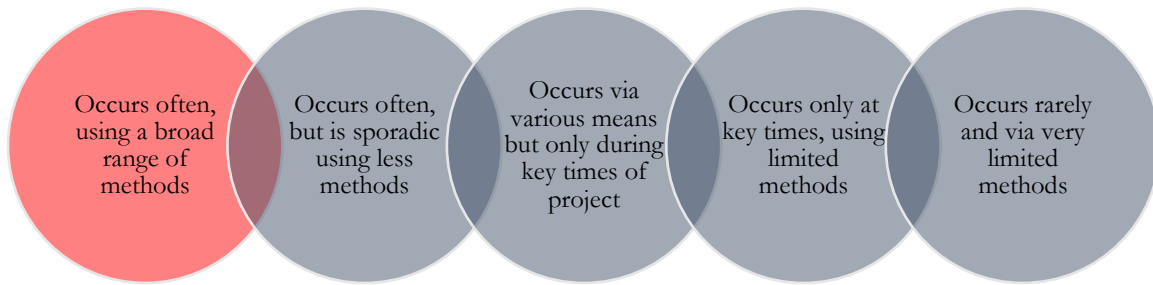 Occurs often,
using a broad
range of
methods
Occurs often,
but is sporadic
using less
methods
Occurs via
various means
but only during
key times of
project
Occurs only at
key times, using
limited
methods
Occurs rarely
and via very
limited
methods